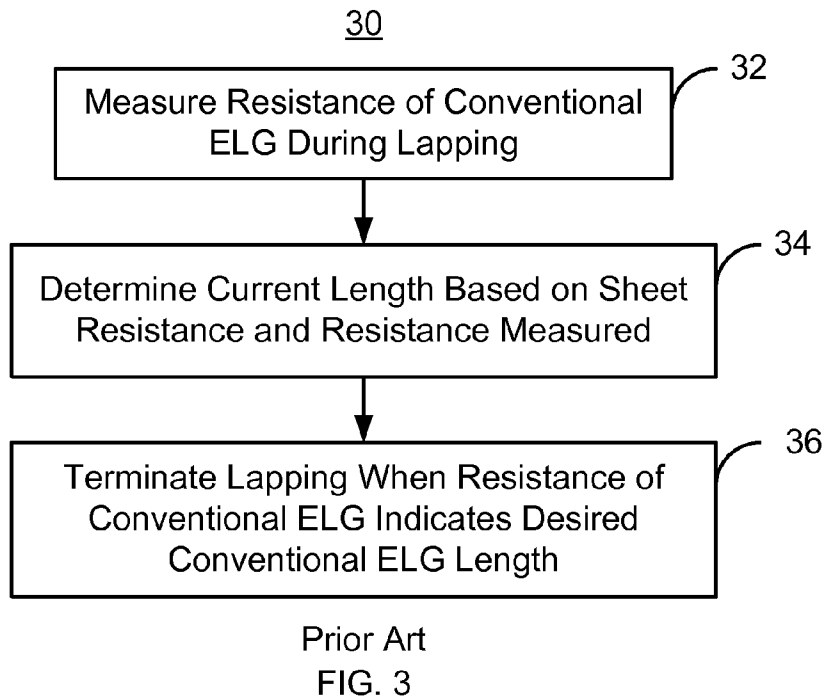 30
32
Measure Resistance of Conventional
ELG During Lapping
34
Determine Current Length Based on Sheet
Resistance and Resistance Measured
36
Terminate Lapping When Resistance of
Conventional ELG Indicates Desired
Conventional ELG Length
Prior Art
FIG. 3